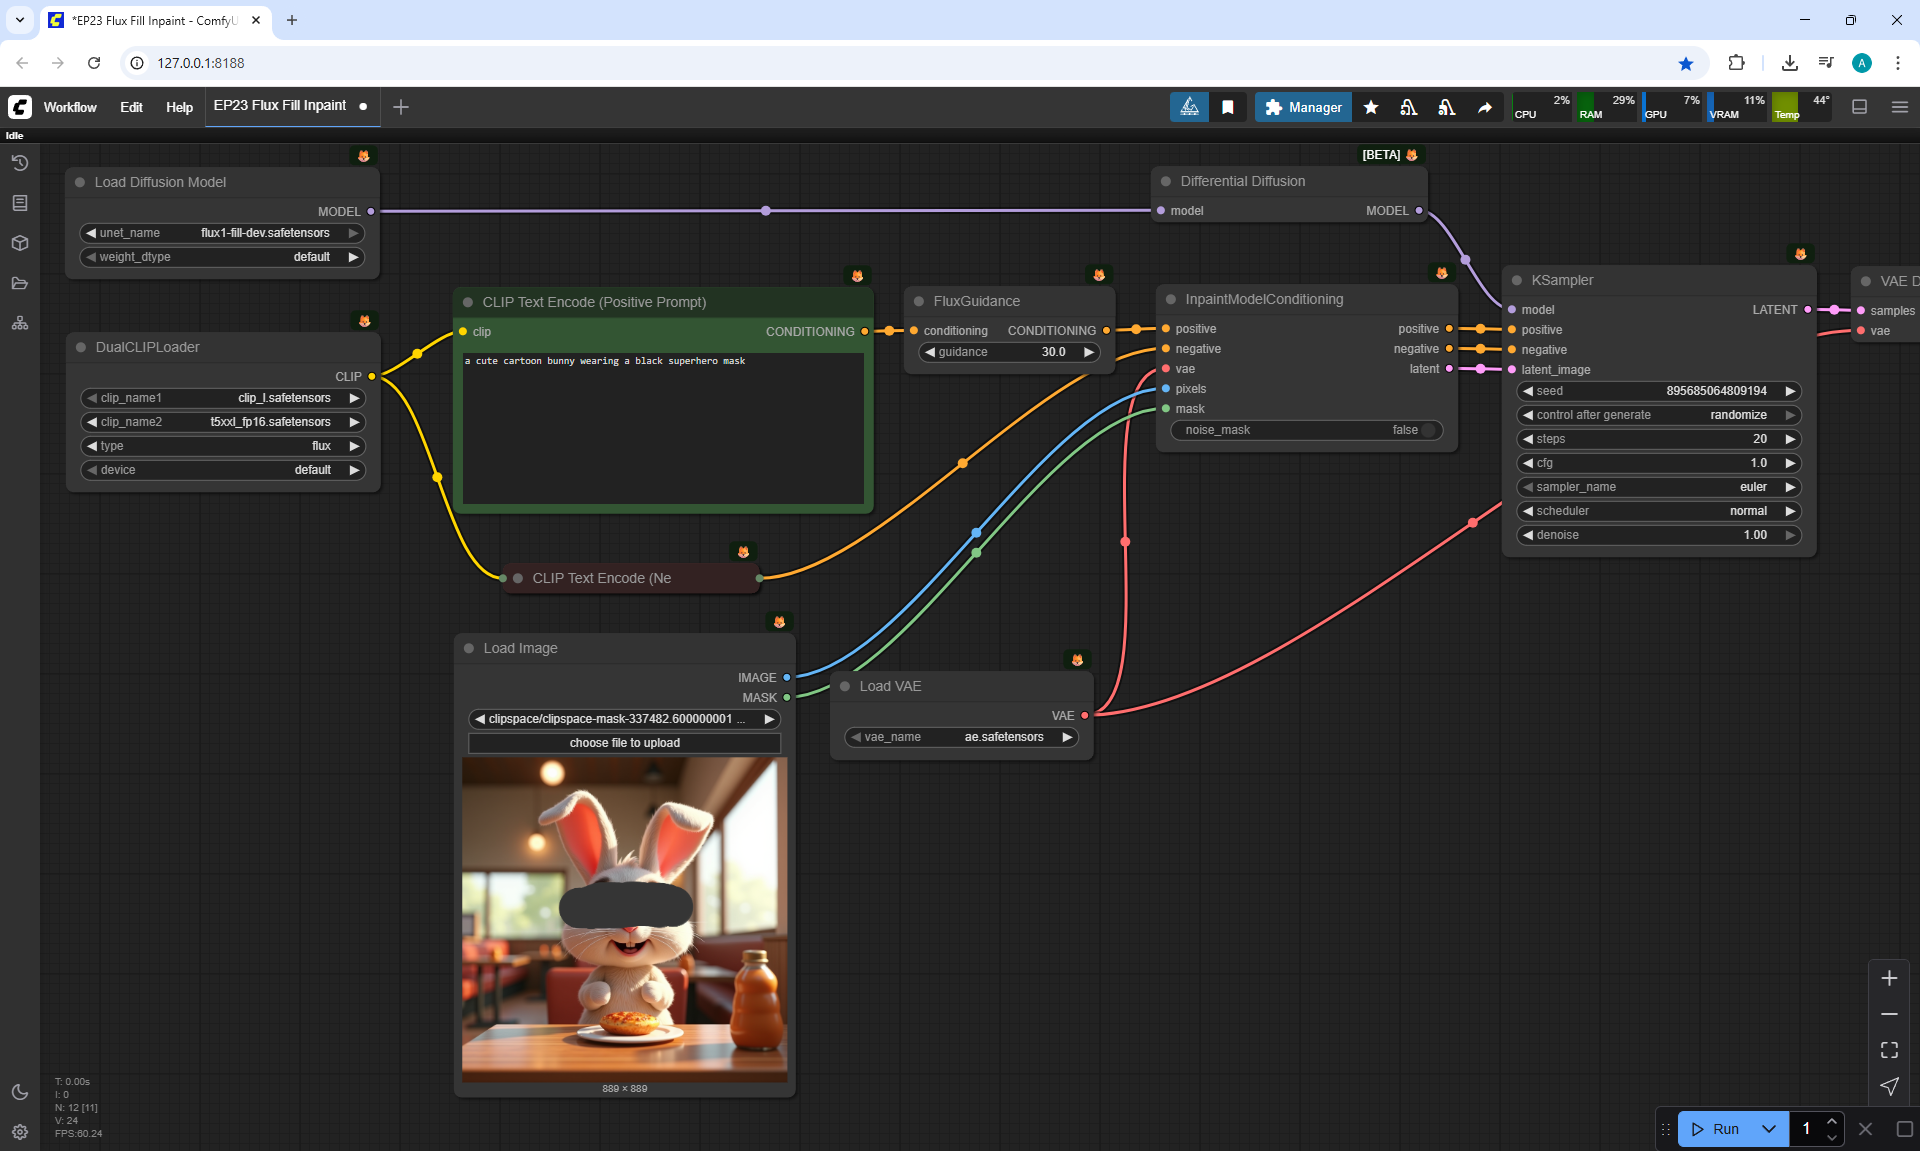 *EP23 Flux Fill Inpaint - ComfyU
127.0.0.1:8188
A
Workflow
Edit
Help
EP23 Flux Fill Inpaint
Manager
CPU
2%
RAM
29%
GPU
7%
VRAM
11%
Temp
44°
Idle
Load Diffusion Model
MODEL
unet_name flux1-fill-dev.safetensors
weight_dtype default
[BETA]
Differential Diffusion
model MODEL
DualCLIPLoader
CLIP
clip_name1 clip_l.safetensors
clip_name2 t5xxl_fp16.safetensors
type flux
device default
CLIP Text Encode (Positive Prompt)
clip CONDITIONING
a cute cartoon bunny wearing a black superhero mask
FluxGuidance
conditioning CONDITIONING
guidance 30.0
InpaintModelConditioning
positive positive
negative negative
vae latent
pixels
mask
noise_mask false
KSampler
model LATENT
positive
negative
latent_image
seed 895685064809194
control after generate randomize
steps 20
cfg 1.0
sampler_name euler
scheduler normal
denoise 1.00
VAE D
samples
vae
CLIP Text Encode (Ne
Load Image
IMAGE
MASK
clipspace/clipspace-mask-337482.600000001 ...
choose file to upload
889 × 889
Load VAE
VAE
vae_name ae.safetensors
T: 0.00s
I: 0
N: 12 [11]
V: 24
FPS:60.24
Run
1